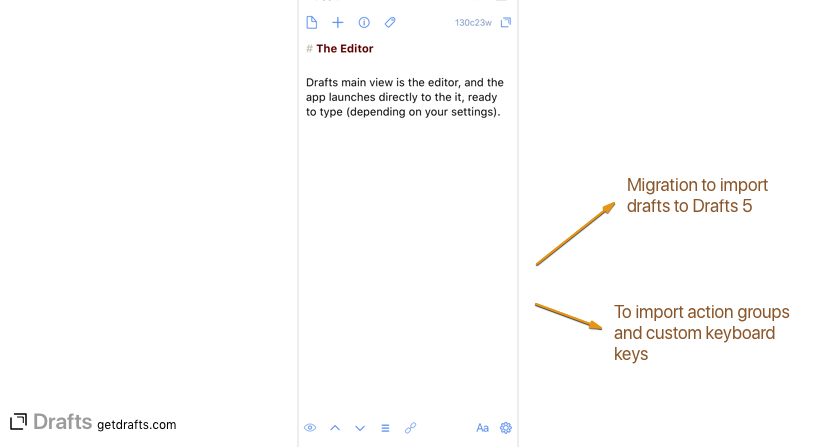 130c23w
# The Editor
Drafts main view is the editor, and the
app launches directly to the it, ready
to type (depending on your settings).
Migration to import
drafts to Drafts 5
To import action groups
and custom keyboard
keys
Aa
Drafts getdrafts.com